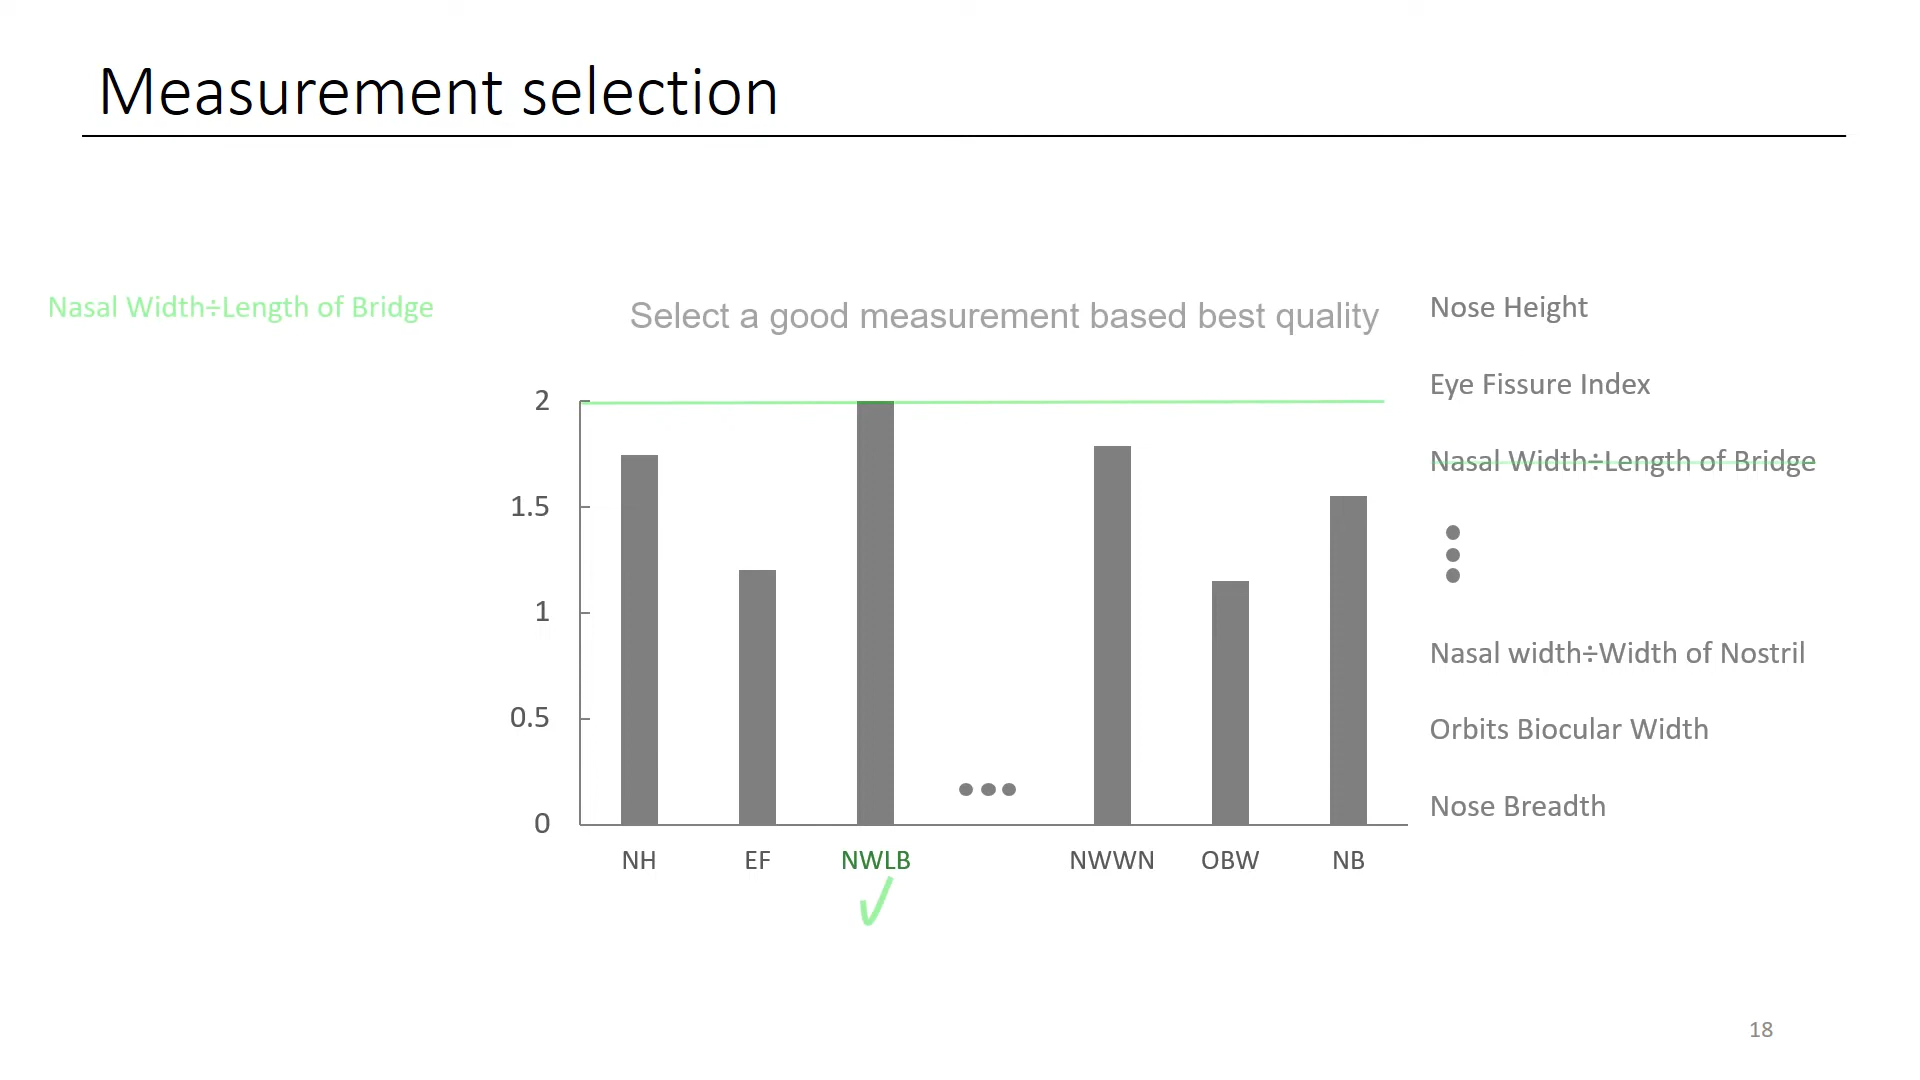 Measurement selection
Nasal Width÷Length of Bridge
Select a good measurement based best quality
2
1.5
1
0.5
0
NH EF NWLB NWWN OBW NB
Nose Height
Eye Fissure Index
Nasal Width÷Length of Bridge
Nasal width÷Width of Nostril
Orbits Biocular Width
Nose Breadth
18